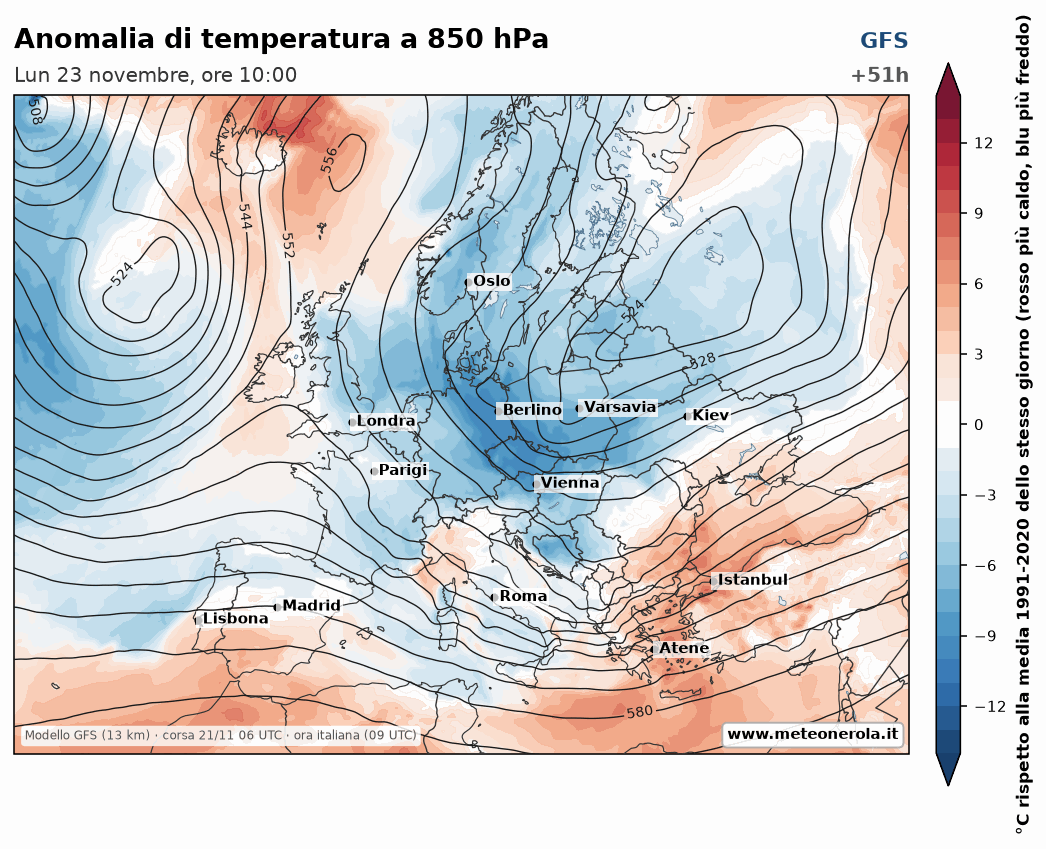 Anomalia di temperatura a 850 hPa
GFS
Lun 23 novembre, ore 10:00
+51h
508
556
544
552
524
524
528
580
Oslo
Berlino
Varsavia
Kiev
Londra
Parigi
Vienna
Roma
Madrid
Lisbona
Istanbul
Atene
Modello GFS (13 km) · corsa 21/11 06 UTC · ora italiana (09 UTC)
www.meteonerola.it
12
9
6
3
0
−3
−6
−9
−12
°C rispetto alla media 1991-2020 dello stesso giorno (rosso più caldo, blu più freddo)